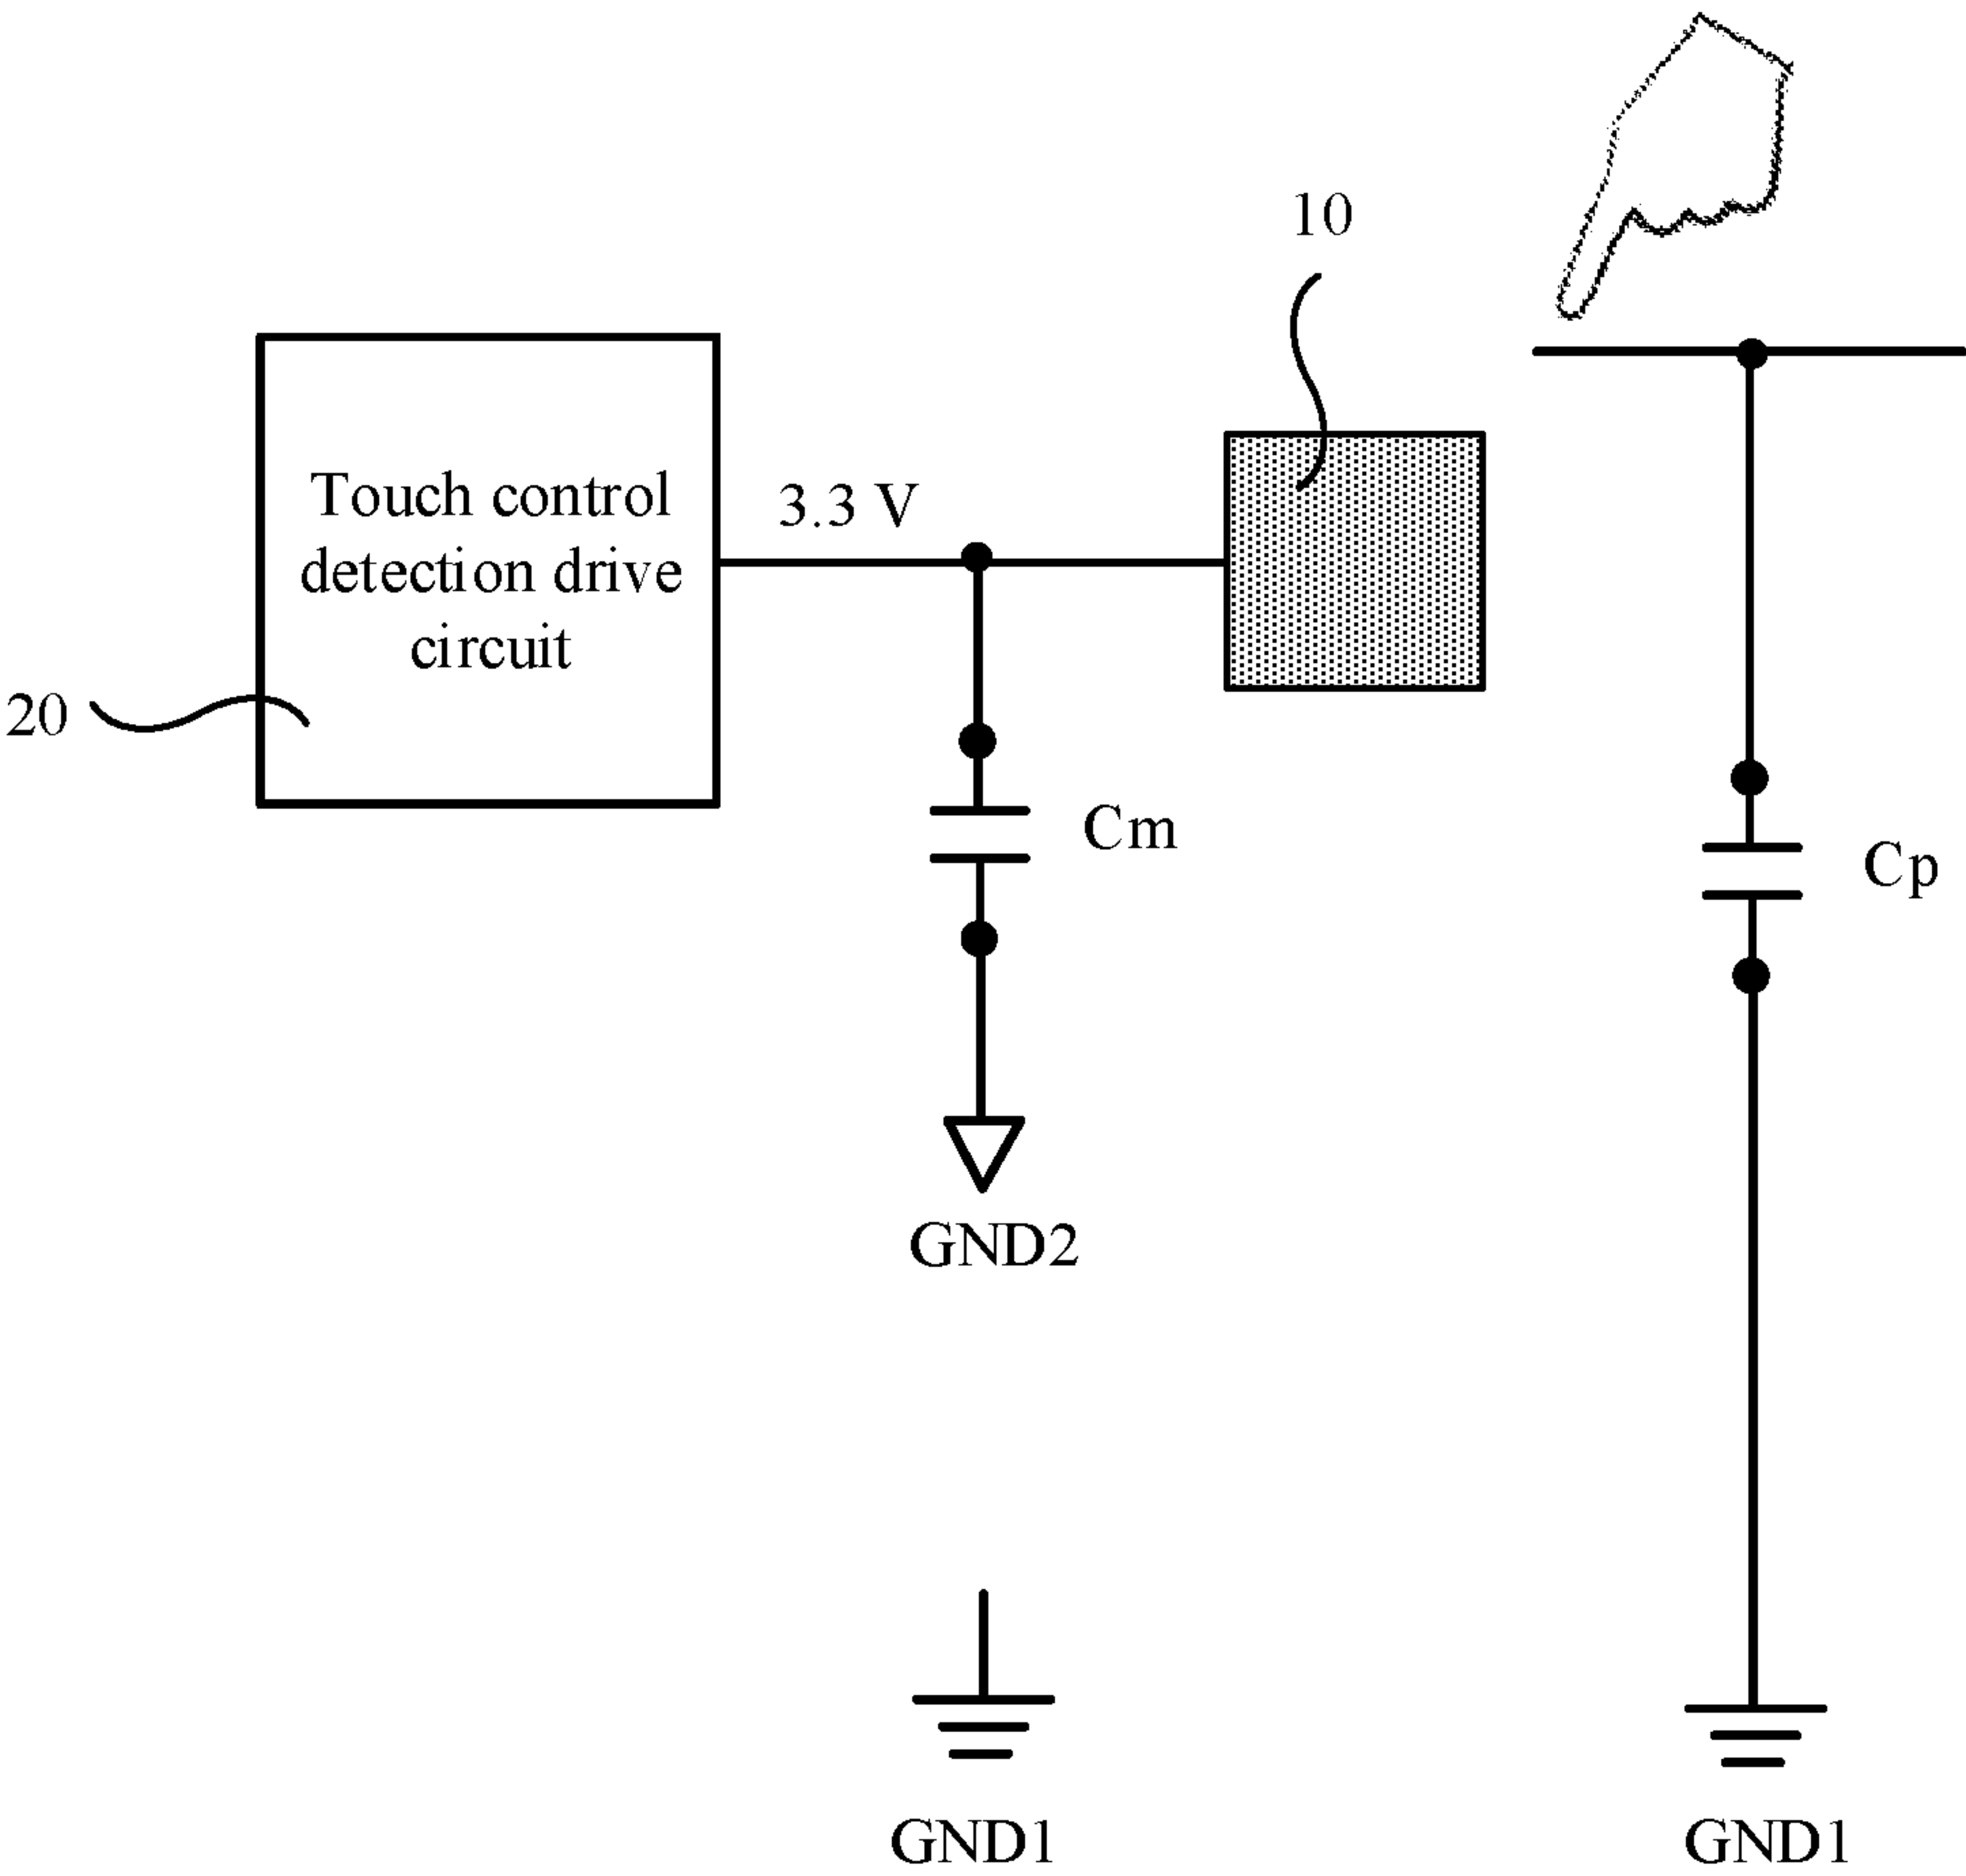 10
Touch control
detection drive
circuit
3.3 V
20
Cm
Cp
GND2
GND1
GND1